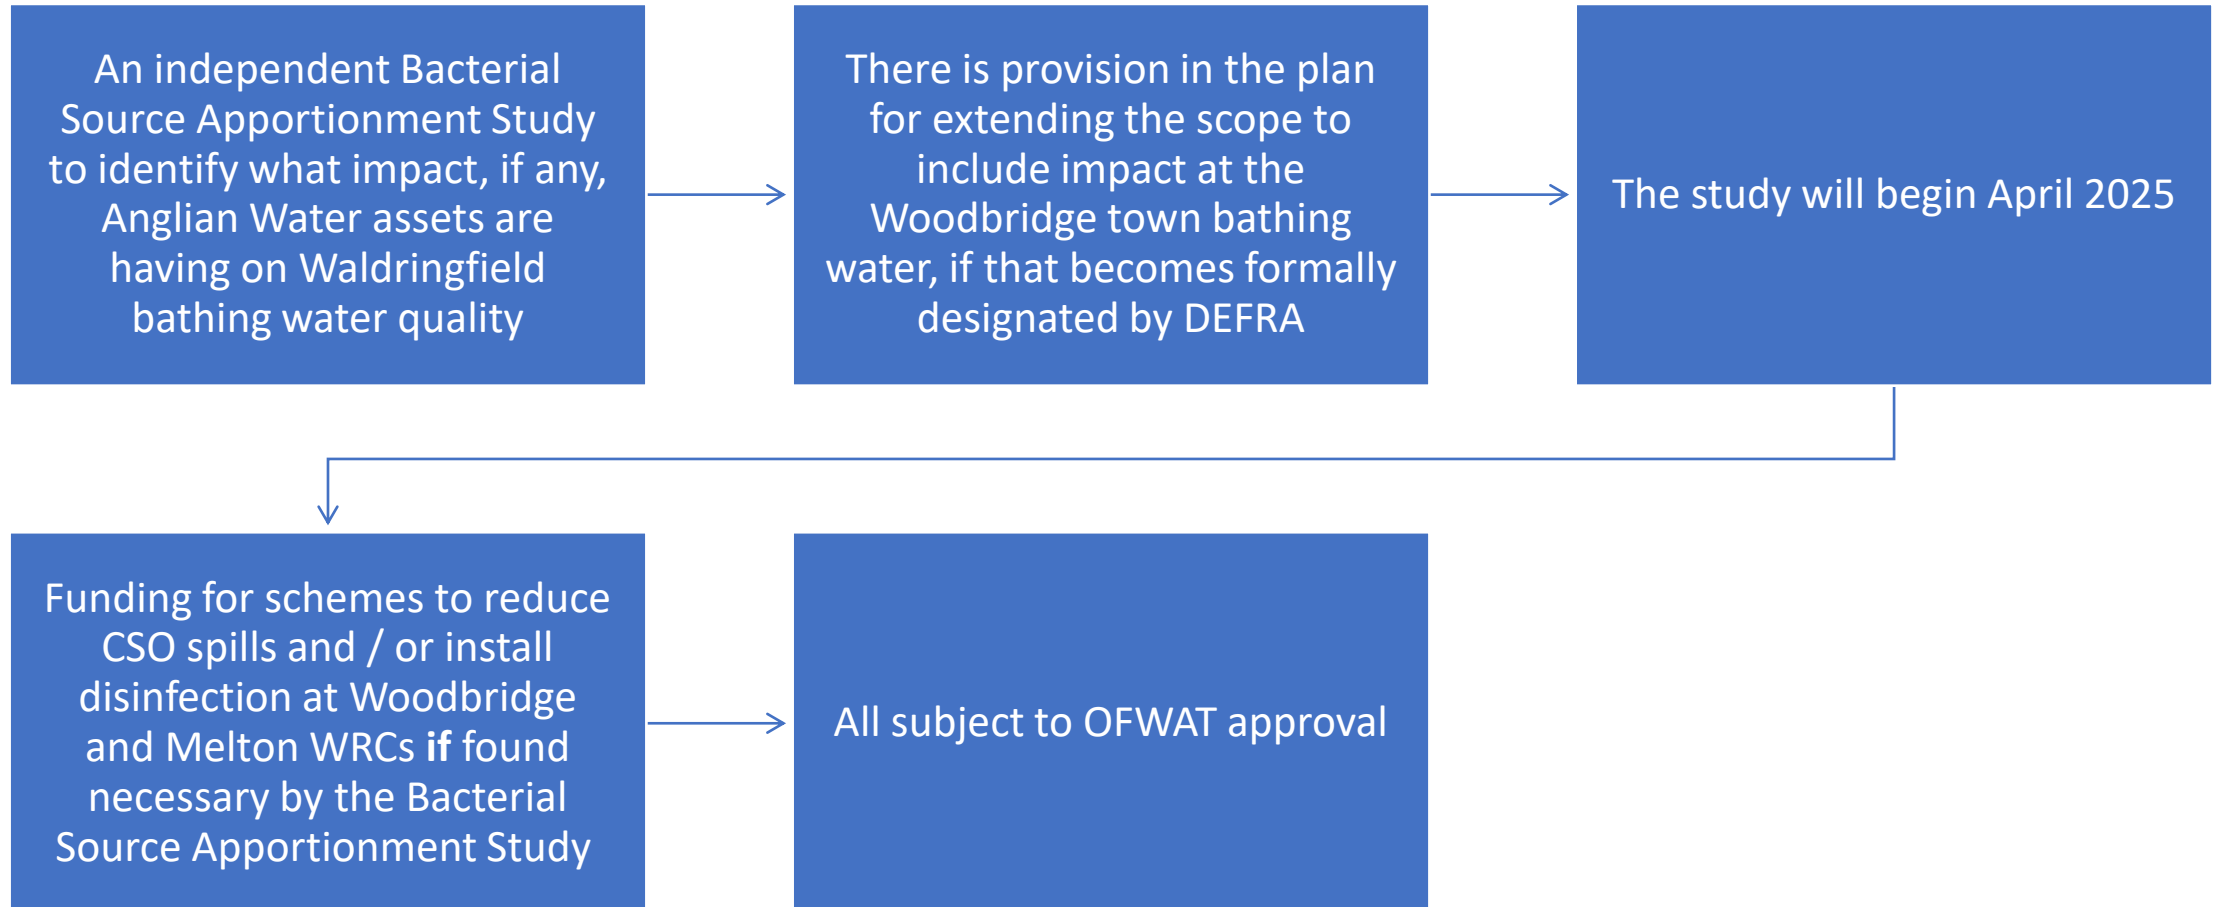 An independent Bacterial
Source Apportionment Study
to identify what impact, if any,
Anglian Water assets are
having on Waldringfield
bathing water quality
There is provision in the plan
for extending the scope to
include impact at the
Woodbridge town bathing
water, if that becomes formally
designated by DEFRA
The study will begin April 2025
Funding for schemes to reduce
CSO spills and / or install
disinfection at Woodbridge
and Melton WRCs if found
necessary by the Bacterial
Source Apportionment Study
All subject to OFWAT approval